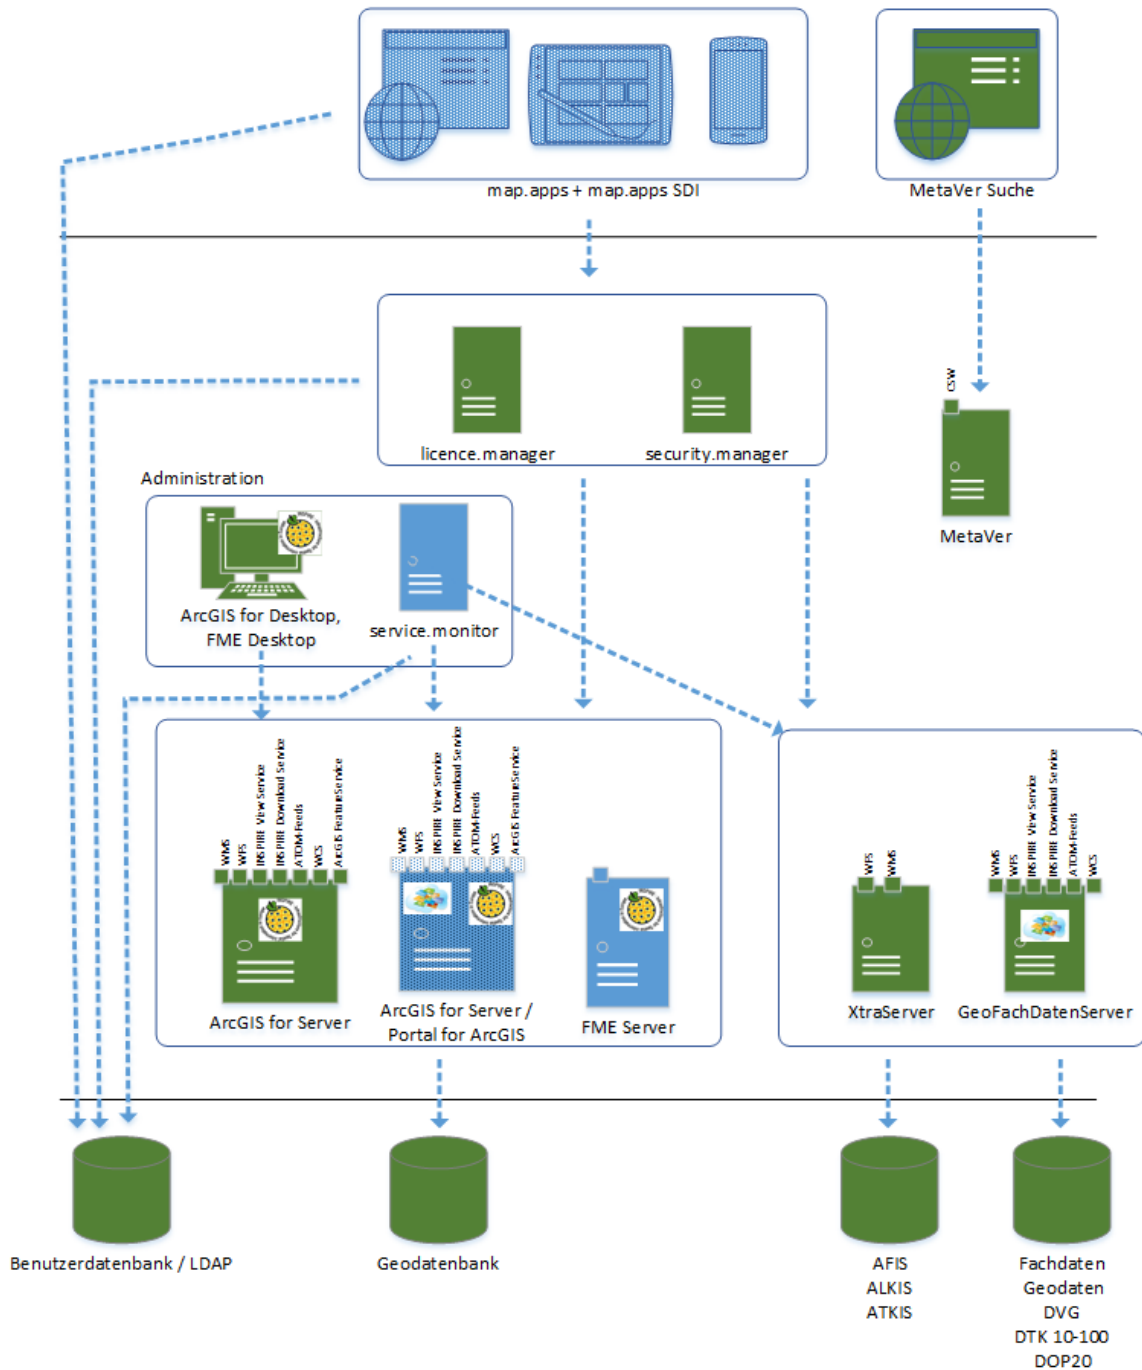 map.apps + map.apps SDI
MetaVer Suche
CSW
licence.manager
security.manager
MetaVer
Administration
ArcGIS for Desktop,
FME Desktop
service.monitor
WMS
WFS
INSPIRE View Service
INSPIRE Download Service
ATOM-Feeds
WCS
ArcGIS FeatureService
WMS
WFS
INSPIRE View Service
INSPIRE Download Service
ATOM-Feeds
WCS
ArcGIS FeatureService
WFS
WMS
WMS
WFS
INSPIRE View Service
INSPIRE Download Service
ATOM-Feeds
WCS
ArcGIS for Server
ArcGIS for Server /
Portal for ArcGIS
FME Server
XtraServer
GeoFachDatenServer
Benutzerdatenbank / LDAP
Geodatenbank
AFIS
ALKIS
ATKIS
Fachdaten
Geodaten
DVG
DTK 10-100
DOP20